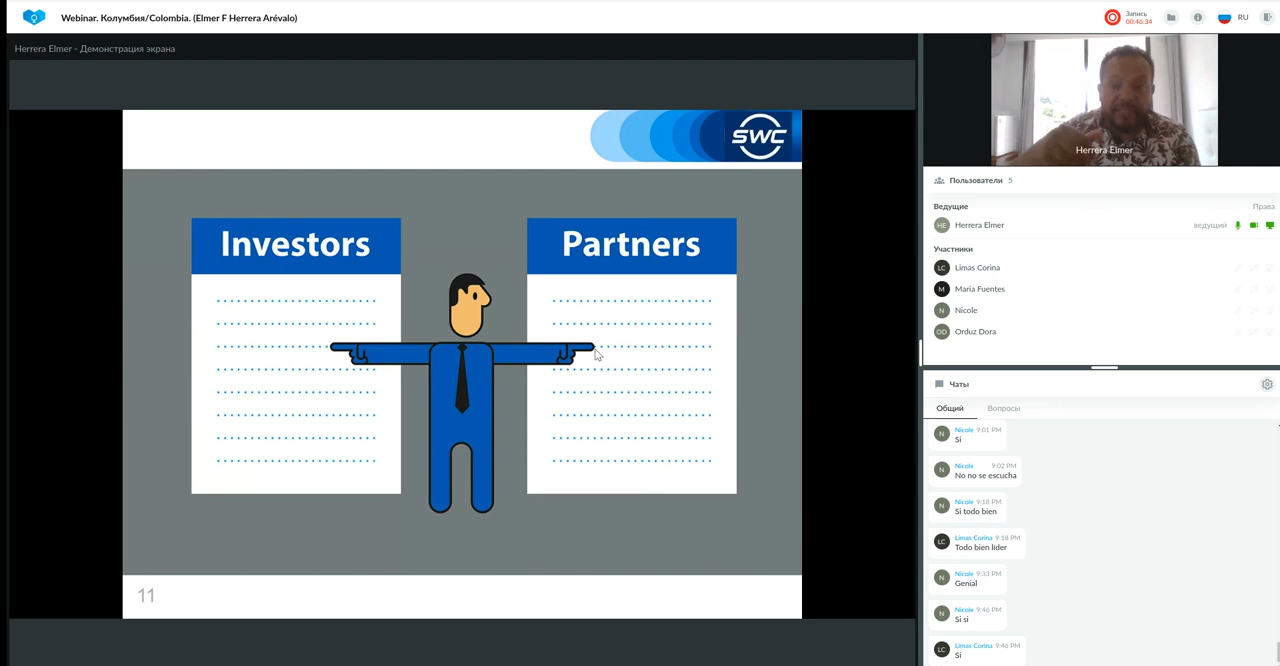 Webinar. Колумбия/Colombia. (Elmer F Herrera Arévalo)
Запись
00:46:34
RU
Herrera Elmer - Демонстрация экрана
SWC
Investors
Partners
11
Herrera Elmer
Пользователи 5
Ведущие Права
HE Herrera Elmer ведущий
Участники
LC Limas Corina
M Maria Fuentes
N Nicole
OD Orduz Dora
Чаты
Общий Вопросы
N Nicole 9:01 PM
Si
N Nicole 9:02 PM
No no se escucha
N Nicole 9:18 PM
Si todo bien
LC Limas Corina 9:18 PM
Todo bien líder
N Nicole 9:33 PM
Genial
N Nicole 9:46 PM
Si si
LC Limas Corina 9:46 PM
Si